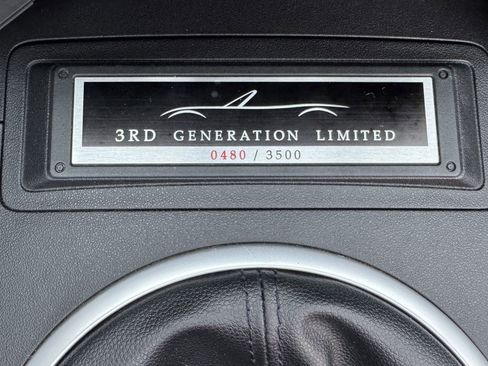 3RD GENERATION LIMITED
0480 / 3500